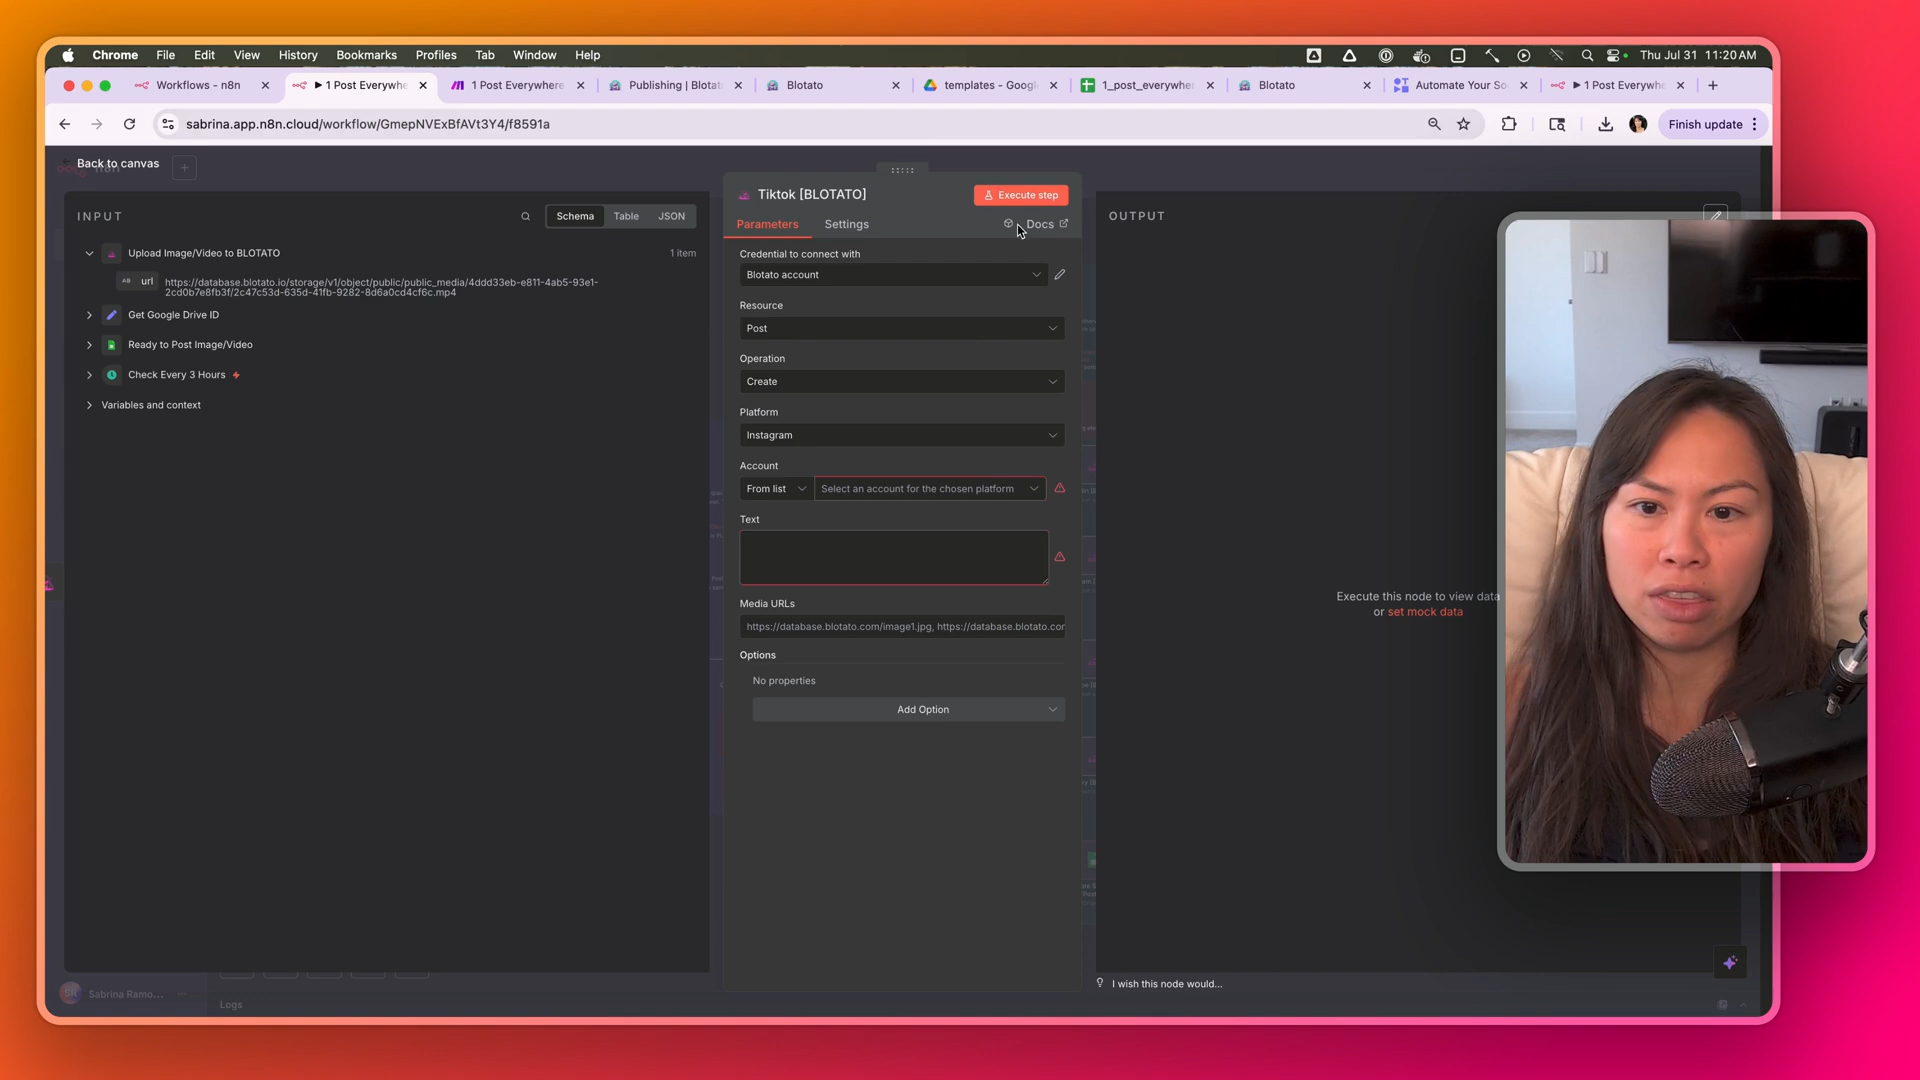 Chrome File Edit View History Bookmarks Profiles Tab Window Help Thu Jul 31 11:20 AM
Workflows - n8n 1 Post Everywhe 1 Post Everywhere Publishing | Blotat Blotato templates - Googl 1_post_everywher Blotato Automate Your So 1 Post Everywh
sabrina.app.n8n.cloud/workflow/GmepNVExBfAVt3Y4/f8591a Finish update
Back to canvas
Tiktok [BLOTATO] Execute step
INPUT Schema Table JSON
Parameters Settings Docs
OUTPUT
Upload Image/Video to BLOTATO 1 item
AB url https://database.blotato.io/storage/v1/object/public/public_media/4ddd33eb-e811-4ab5-93e1-
2cd0b7e8fb3f/2c47c53d-635d-41fb-9282-8d6a0cd4cf6c.mp4
Get Google Drive ID
Ready to Post Image/Video
Check Every 3 Hours
Variables and context
Credential to connect with
Blotato account
Resource
Post
Operation
Create
Platform
Instagram
Account
From list Select an account for the chosen platform
Text
Media URLs
https://database.blotato.com/image1.jpg, https://database.blotato.cor
Options
No properties
Add Option
Execute this node to view data
or set mock data
I wish this node would...
Sabrina Ramo...
Logs